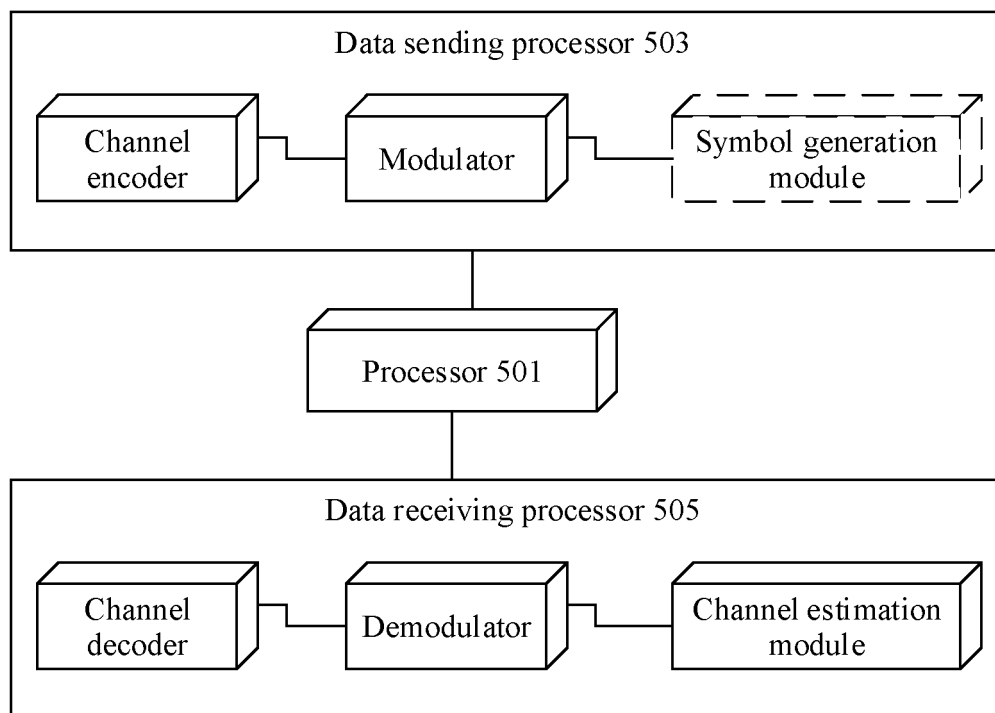 Data sending processor 503
Channel
encoder
Modulator
Symbol generation
module
Processor 501
Data receiving processor 505
Channel
decoder
Demodulator
Channel estimation
module